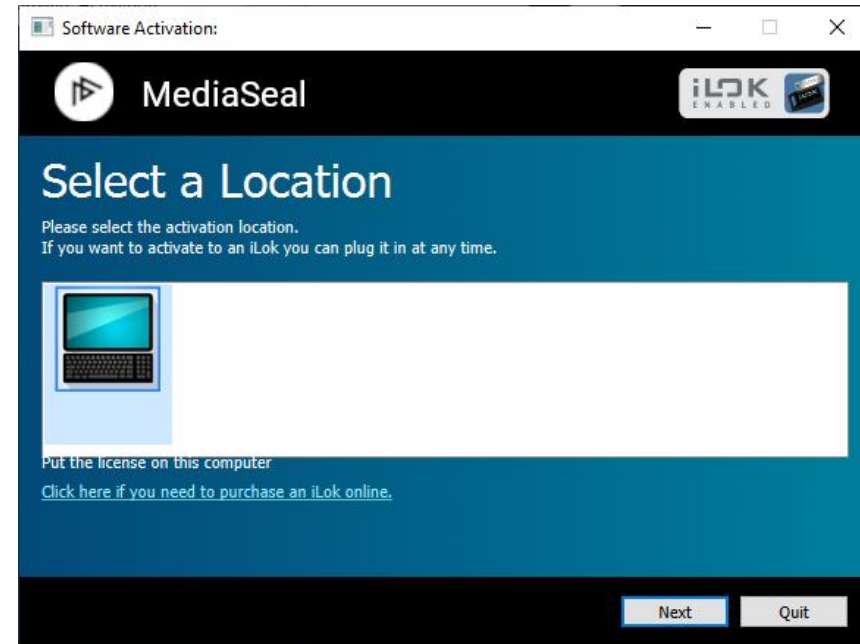 Software Activation:
MediaSeal
iLOK
ENABLED
Select a Location
Please select the activation location.
If you want to activate to an iLok you can plug it in at any time.
Put the license on this computer
Click here if you need to purchase an iLok online.
Next
Quit